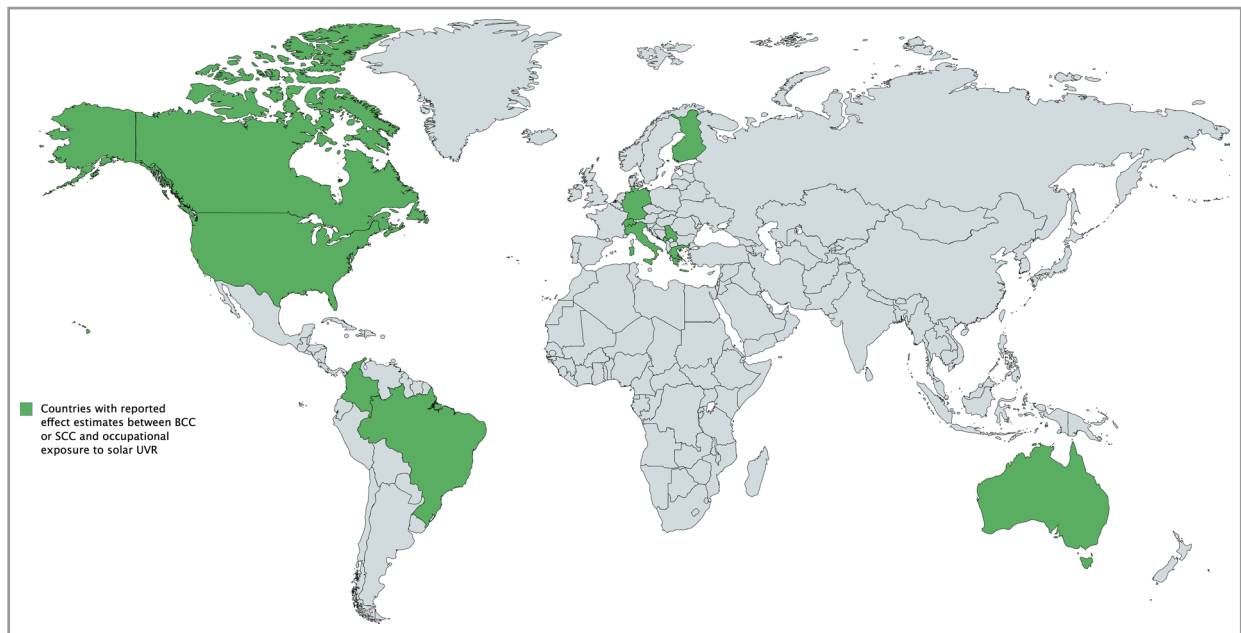 Countries with reported
effect estimates between BCC
or SCC and occupational
exposure to solar UVR